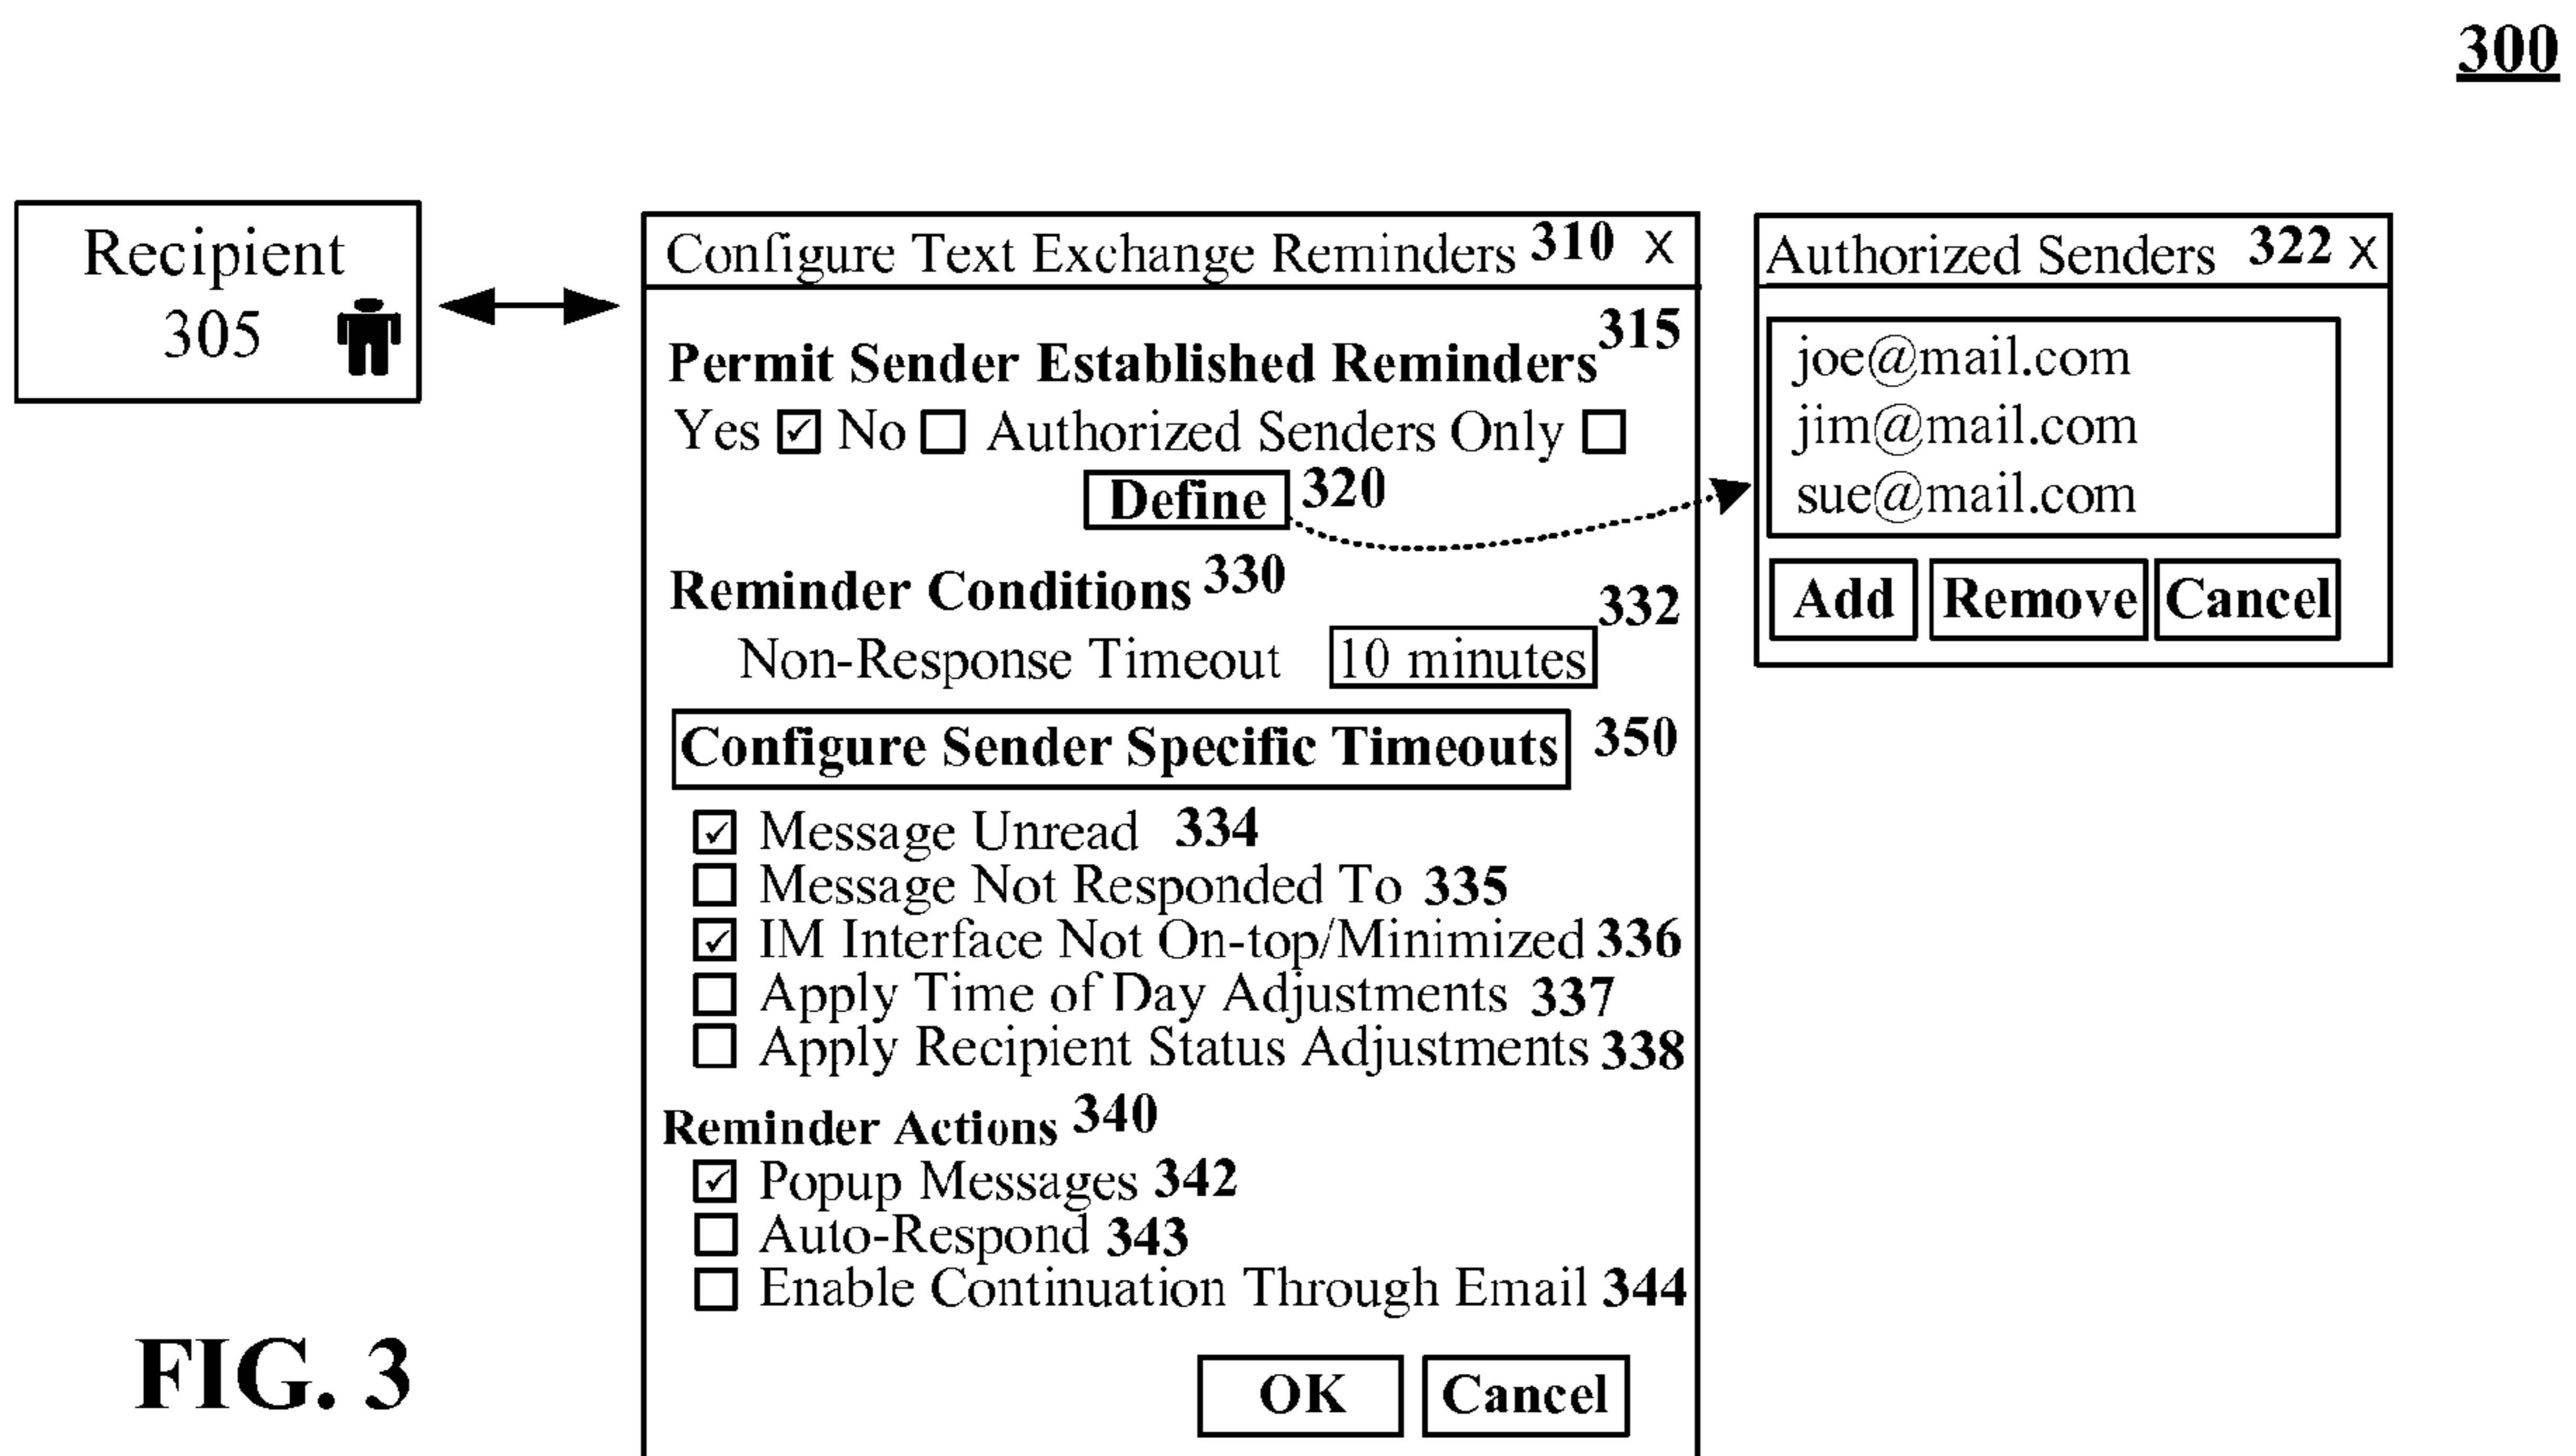 300
Recipient
305
Configure Text Exchange Reminders 310 X
Permit Sender Established Reminders 315
Yes ☑ No ☐ Authorized Senders Only ☐
Define 320
Reminder Conditions 330
Non-Response Timeout 10 minutes 332
Configure Sender Specific Timeouts 350
☑ Message Unread 334
☐ Message Not Responded To 335
☑ IM Interface Not On-top/Minimized 336
☐ Apply Time of Day Adjustments 337
☐ Apply Recipient Status Adjustments 338
Reminder Actions 340
☑ Popup Messages 342
☐ Auto-Respond 343
☐ Enable Continuation Through Email 344
OK Cancel
Authorized Senders 322 X
joe@mail.com
jim@mail.com
sue@mail.com
Add Remove Cancel
FIG. 3